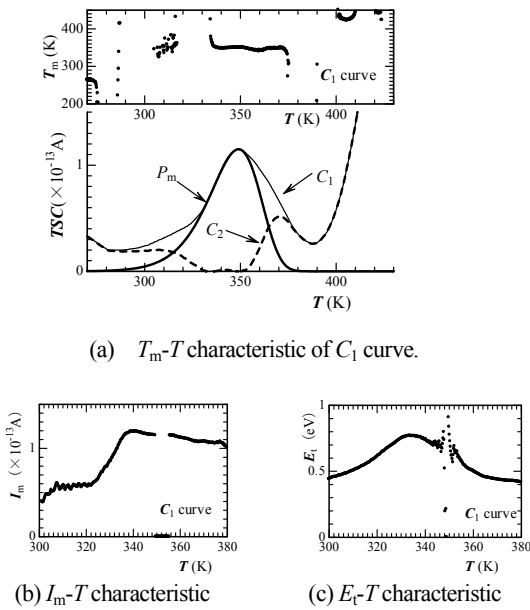 T_m (K)
400
300
200
C_1 curve
300
350
400
T (K)
TSC(×10^-13 A)
1
0
P_m
C_1
C_2
300
350
400
T (K)
(a) T_m-T characteristic of C_1 curve.
I_m (×10^-13 A)
1
0
C_1 curve
300
320
340
360
380
T (K)
(b) I_m-T characteristic
E_t (eV)
1
0.5
0
C_1 curve
300
320
340
360
380
T (K)
(c) E_t-T characteristic